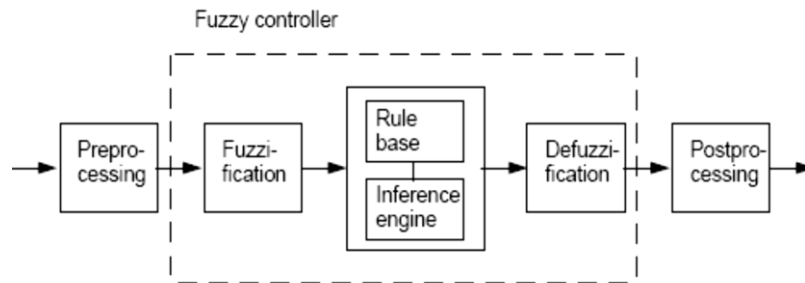 Fuzzy controller
Prepro-
cessing
Fuzzi-
fication
Rule
base
Inference
engine
Defuzzi-
fication
Postpro-
cessing